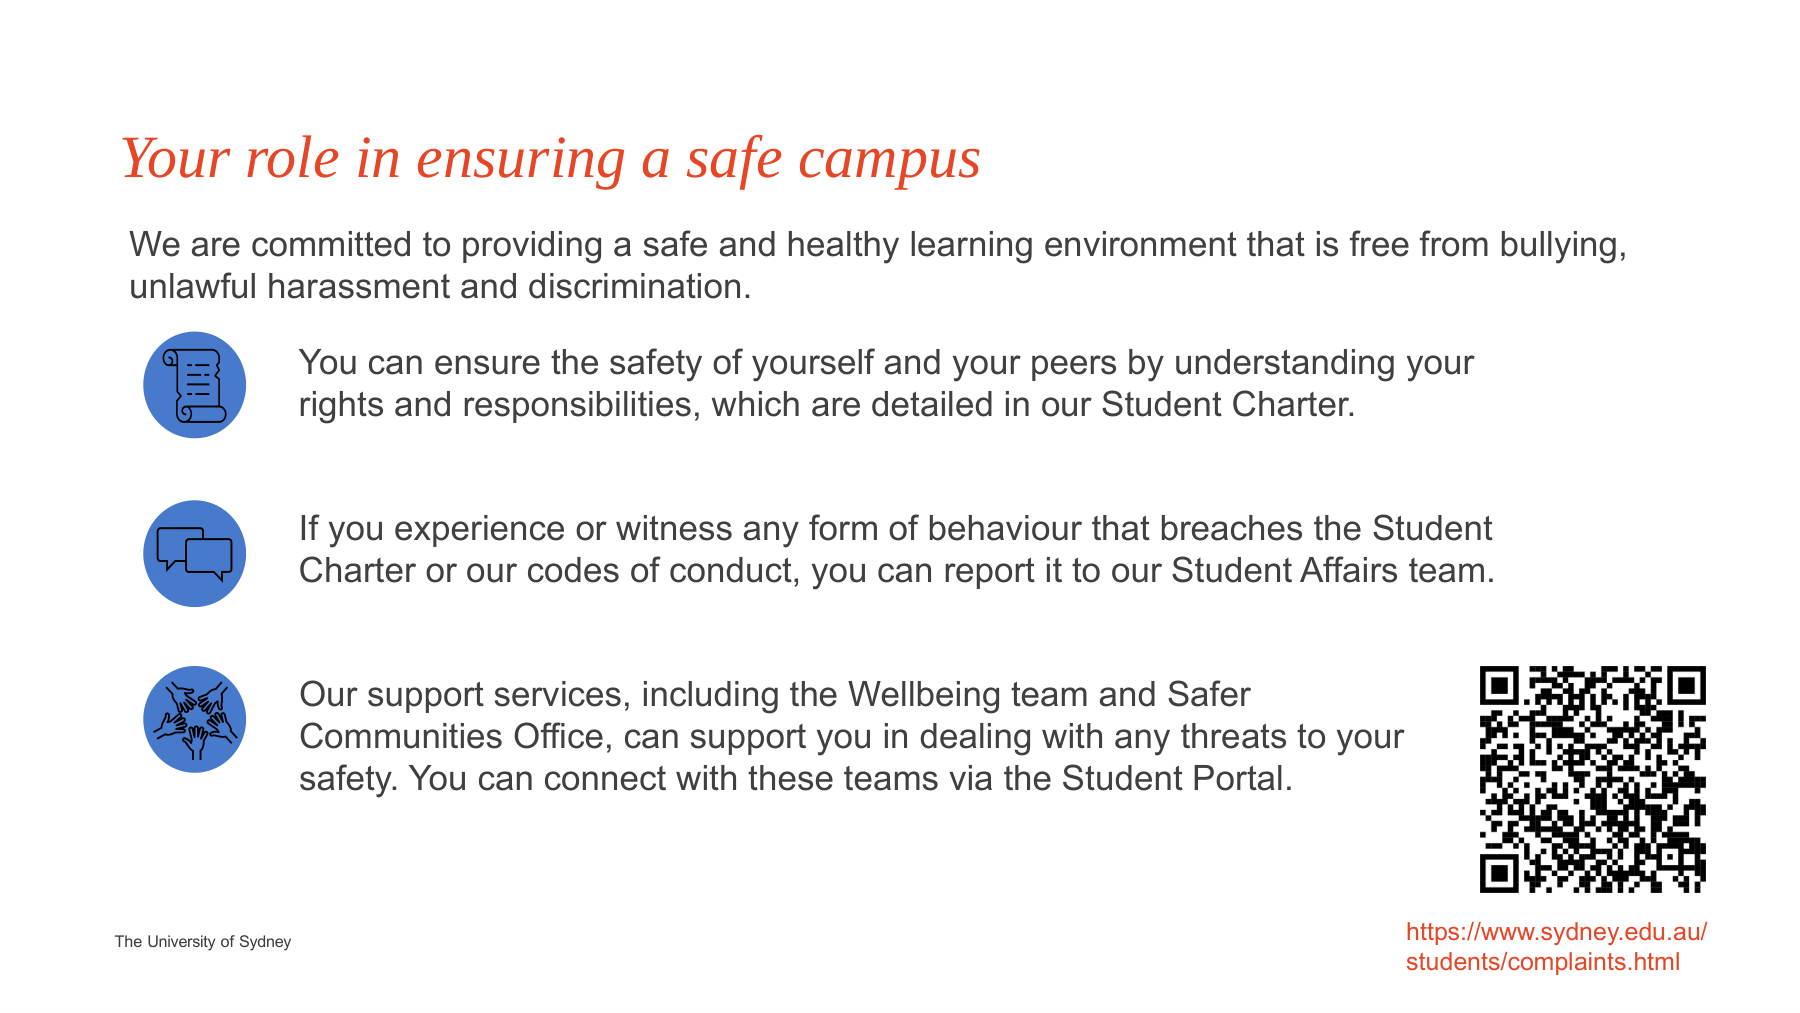 Your role in ensuring a safe campus
We are committed to providing a safe and healthy learning environment that is free from bullying,
unlawful harassment and discrimination.
You can ensure the safety of yourself and your peers by understanding your
rights and responsibilities, which are detailed in our Student Charter.
If you experience or witness any form of behaviour that breaches the Student
Charter or our codes of conduct, you can report it to our Student Affairs team.
Our support services, including the Wellbeing team and Safer
Communities Office, can support you in dealing with any threats to your
safety. You can connect with these teams via the Student Portal.
The University of Sydney
https://www.sydney.edu.au/
students/complaints.html